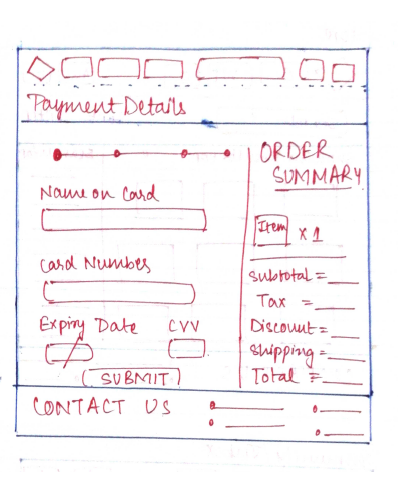 Payment Details
Name on Card
Card Number
Expiry Date CVV
/
SUBMIT
ORDER
SUMMARY
Item x 1
Subtotal =
Tax =
Discount =
Shipping =
Total =
CONTACT US